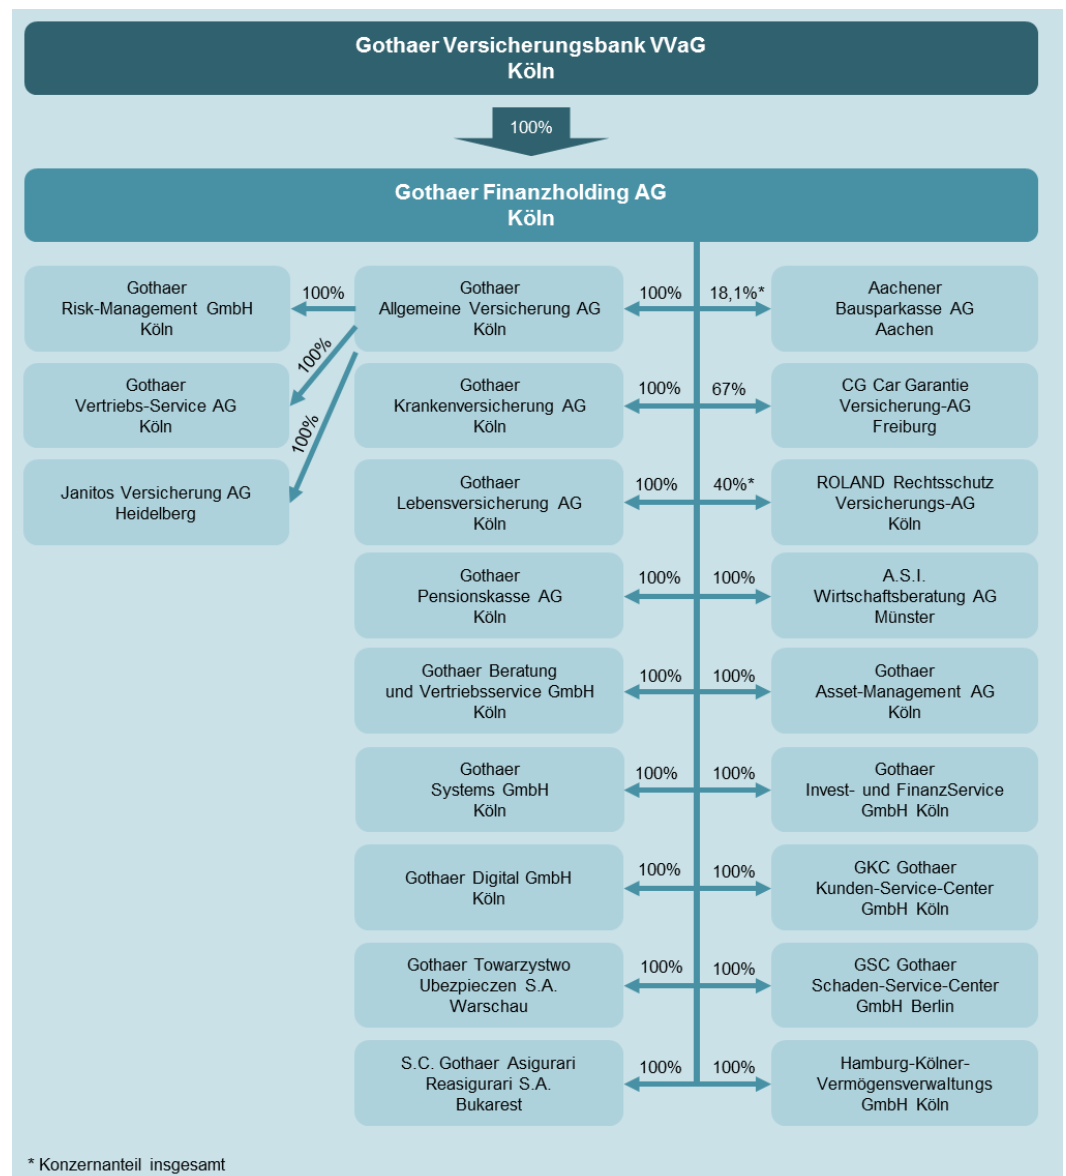 Gothaer Versicherungsbank VVaG
Köln
100%
Gothaer Finanzholding AG
Köln
Gothaer
Risk-Management GmbH
Köln
100%
Gothaer
Allgemeine Versicherung AG
Köln
100%
18,1%*
Aachener
Bausparkasse AG
Aachen
100%
Gothaer
Vertriebs-Service AG
Köln
Gothaer
Krankenversicherung AG
Köln
100%
67%
CG Car Garantie
Versicherung-AG
Freiburg
100%
Janitos Versicherung AG
Heidelberg
Gothaer
Lebensversicherung AG
Köln
100%
40%*
ROLAND Rechtsschutz
Versicherungs-AG
Köln
Gothaer
Pensionskasse AG
Köln
100%
100%
A.S.I.
Wirtschaftsberatung AG
Münster
Gothaer Beratung
und Vertriebsservice GmbH
Köln
100%
100%
Gothaer
Asset-Management AG
Köln
Gothaer
Systems GmbH
Köln
100%
100%
Gothaer
Invest- und FinanzService
GmbH Köln
Gothaer Digital GmbH
Köln
100%
100%
GKC Gothaer
Kunden-Service-Center
GmbH Köln
Gothaer Towarzystwo
Ubezpieczen S.A.
Warschau
100%
100%
GSC Gothaer
Schaden-Service-Center
GmbH Berlin
S.C. Gothaer Asigurari
Reasigurari S.A.
Bukarest
100%
100%
Hamburg-Kölner-
Vermögensverwaltungs
GmbH Köln
* Konzernanteil insgesamt